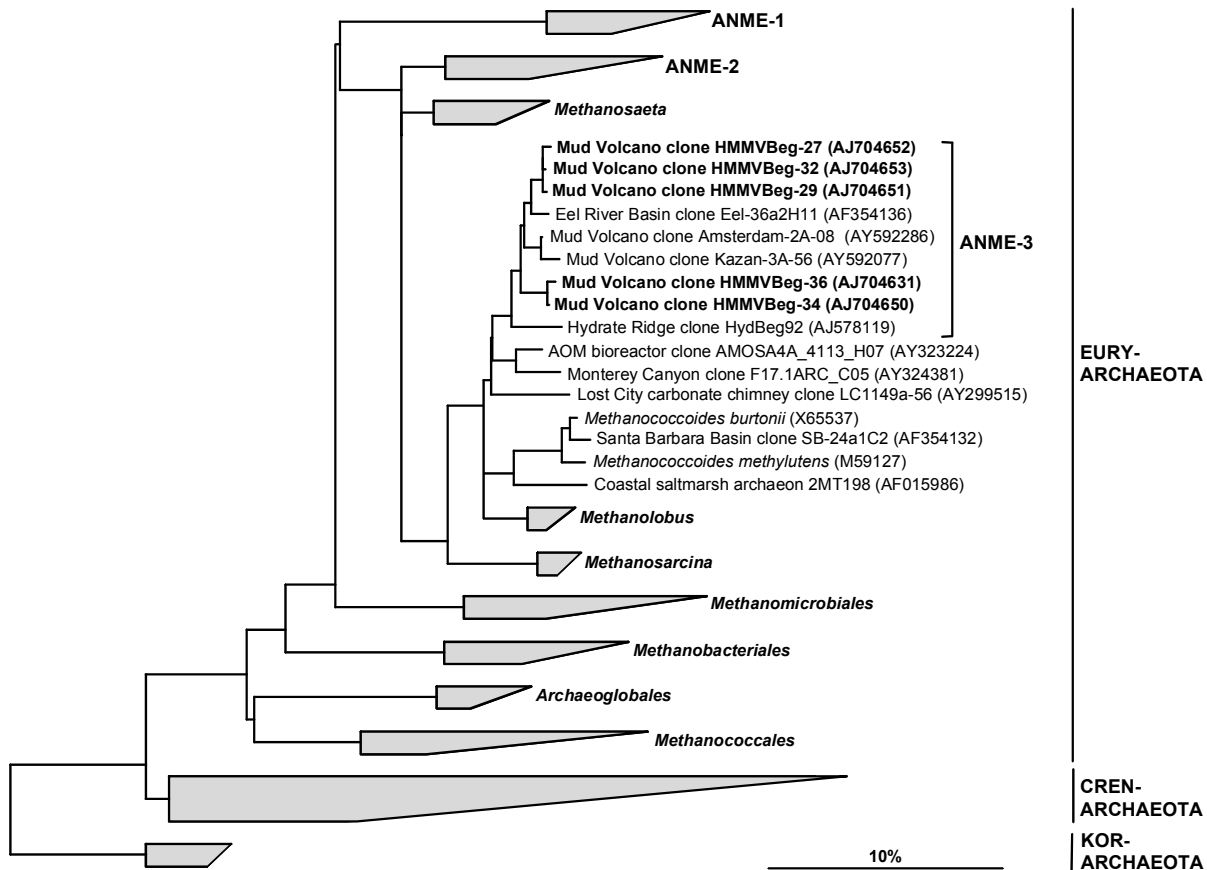 ANME-1
ANME-2
Methanosaeta
Mud Volcano clone HMMVBeg-27 (AJ704652)
Mud Volcano clone HMMVBeg-32 (AJ704653)
Mud Volcano clone HMMVBeg-29 (AJ704651)
Eel River Basin clone Eel-36a2H11 (AF354136)
Mud Volcano clone Amsterdam-2A-08 (AY592286)
ANME-3
Mud Volcano clone Kazan-3A-56 (AY592077)
Mud Volcano clone HMMVBeg-36 (AJ704631)
Mud Volcano clone HMMVBeg-34 (AJ704650)
Hydrate Ridge clone HydBeg92 (AJ578119)
AOM bioreactor clone AMOSA4A_4113_H07 (AY323224)
EURY-
ARCHAEOTA
Monterey Canyon clone F17.1ARC_C05 (AY324381)
Lost City carbonate chimney clone LC1149a-56 (AY299515)
Methanococcoides burtonii (X65537)
Santa Barbara Basin clone SB-24a1C2 (AF354132)
Methanococcoides methylutens (M59127)
Coastal saltmarsh archaeon 2MT198 (AF015986)
Methanolobus
Methanosarcina
Methanomicrobiales
Methanobacteriales
Archaeoglobales
Methanococcales
CREN-
ARCHAEOTA
KOR-
ARCHAEOTA
10%